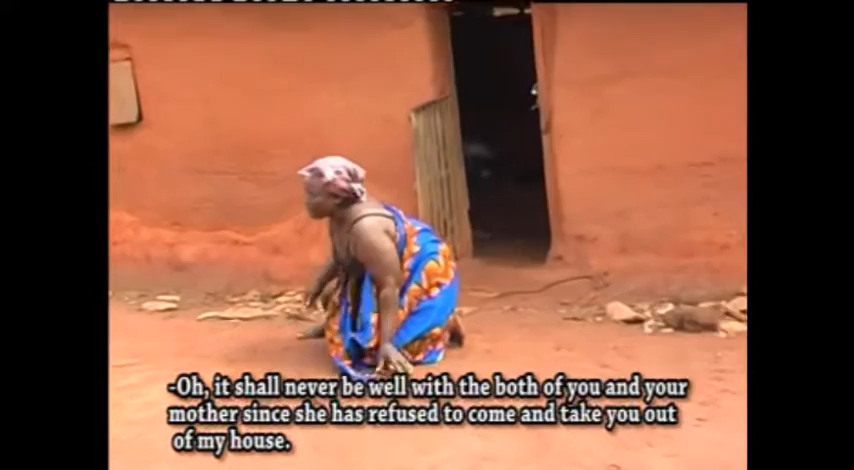 -Oh, it shall never be well with the both of you and your
mother since she has refused to come and take you out
of my house.